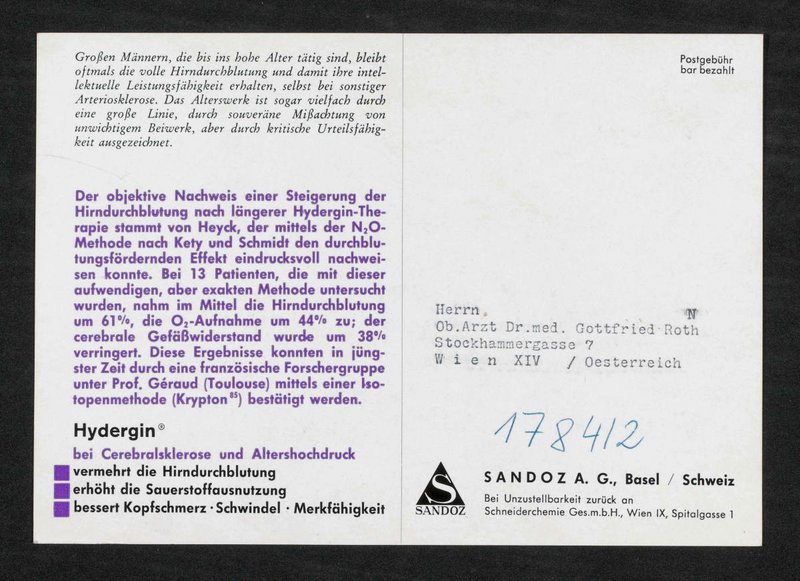 Großen Männern, die bis ins hohe Alter tätig sind, bleibt
oftmals die volle Hirndurchblutung und damit ihre intel-
lektuelle Leistungsfähigkeit erhalten, selbst bei sonstiger
Arteriosklerose. Das Alterswerk ist sogar vielfach durch
eine große Linie, durch souveräne Mißachtung von
unwichtigem Beiwerk, aber durch kritische Urteilsfähig-
keit ausgezeichnet.
Der objektive Nachweis einer Steigerung der
Hirndurchblutung nach längerer Hydergin-The-
rapie stammt von Heyck, der mittels der N₂O-
Methode nach Kety und Schmidt den durchblu-
tungsfördernden Effekt eindrucksvoll nachwei-
sen konnte. Bei 13 Patienten, die mit dieser
aufwendigen, aber exakten Methode untersucht
wurden, nahm im Mittel die Hirndurchblutung
um 61%, die O₂-Aufnahme um 44% zu; der
cerebrale Gefäßwiderstand wurde um 38%
verringert. Diese Ergebnisse konnten in jüng-
ster Zeit durch eine französische Forschergruppe
unter Prof. Géraud (Toulouse) mittels einer Iso-
topenmethode (Krypton⁸⁵) bestätigt werden.
Hydergin®
bei Cerebralsklerose und Altershochdruck
vermehrt die Hirndurchblutung
erhöht die Sauerstoffausnutzung
bessert Kopfschmerz · Schwindel · Merkfähigkeit
Postgebühr
bar bezahlt
Herrn. N
Ob.Arzt Dr.med. Gottfried Roth
Stockhammergasse 7
Wien XIV / Oesterreich
178412
S
SANDOZ
SANDOZ A. G., Basel / Schweiz
Bei Unzustellbarkeit zurück an
Schneiderchemie Ges.m.b.H., Wien IX, Spitalgasse 1